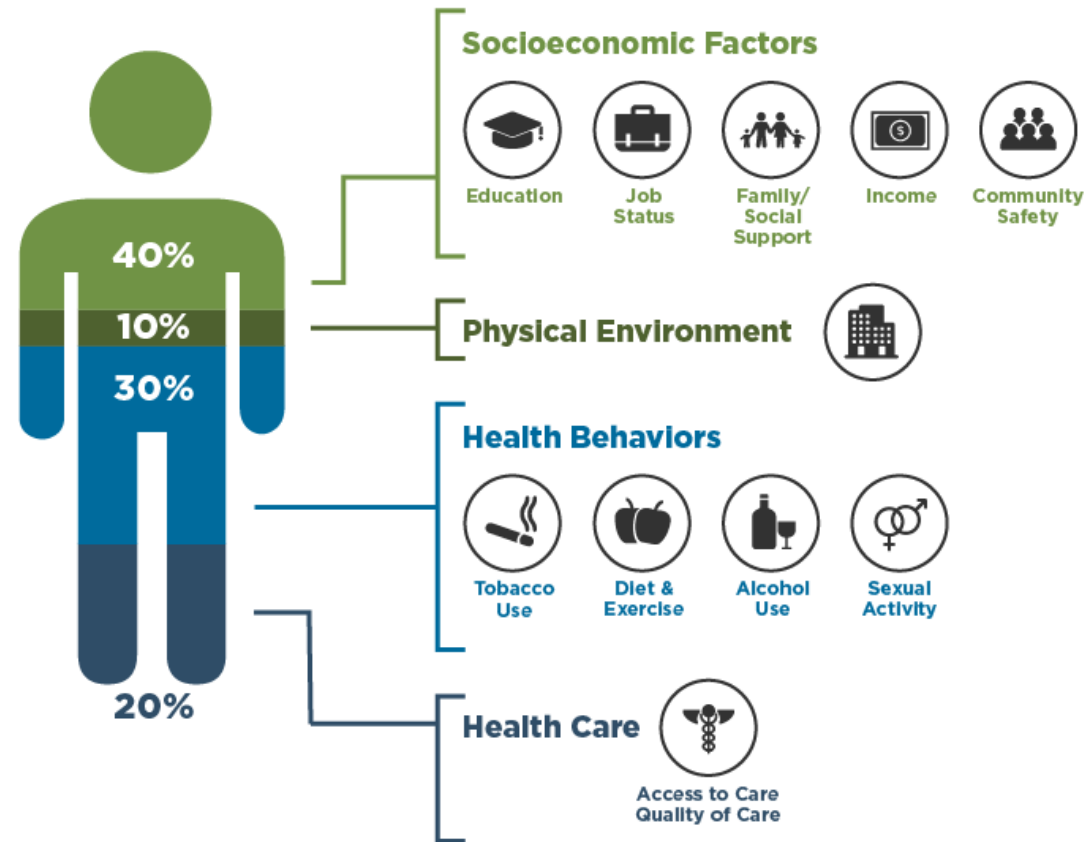 Socioeconomic Factors
Education
Job
Status
Family/
Social
Support
Income
Community
Safety
40%
10%
Physical Environment
30%
Health Behaviors
Tobacco
Use
Diet &
Exercise
Alcohol
Use
Sexual
Activity
20%
Health Care
Access to Care
Quality of Care
$